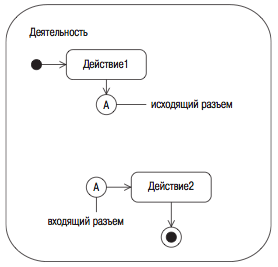 Деятельность
Действие1
А
исходящий разъем
А
Действие2
входящий разъем